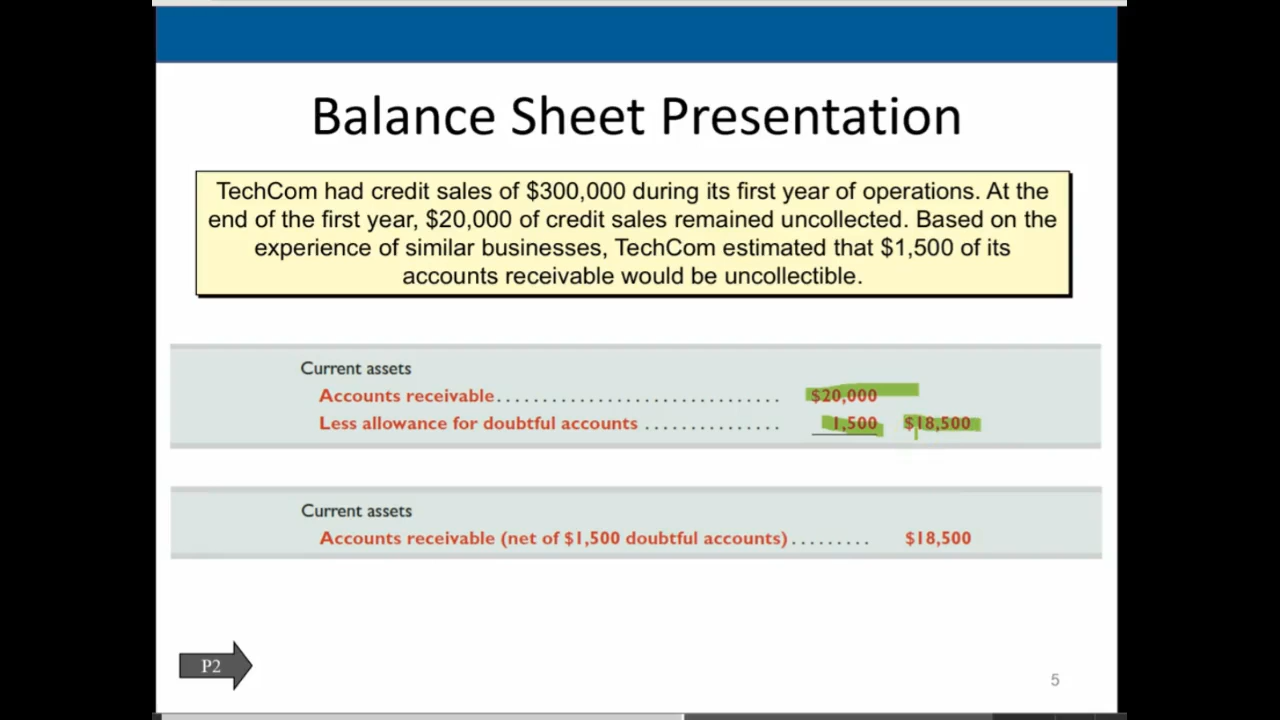 Balance Sheet Presentation
TechCom had credit sales of $300,000 during its first year of operations. At the
end of the first year, $20,000 of credit sales remained uncollected. Based on the
experience of similar businesses, TechCom estimated that $1,500 of its
accounts receivable would be uncollectible.
Current assets
Accounts receivable............................... $20,000
Less allowance for doubtful accounts ............... 1,500 $18,500
Current assets
Accounts receivable (net of $1,500 doubtful accounts)......... $18,500
P2
5